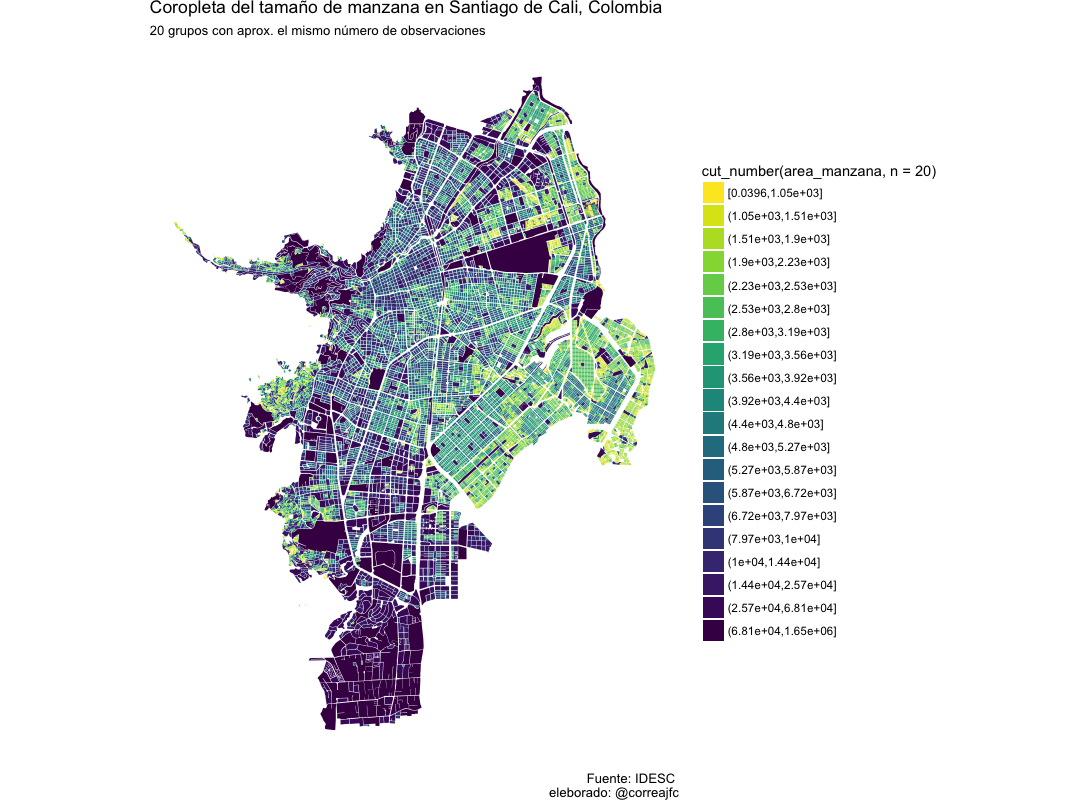 Coropleta del tamaño de manzana en Santiago de Cali, Colombia
20 grupos con aprox. el mismo número de observaciones
cut_number(area_manzana, n = 20)
[0.0396,1.05e+03]
(1.05e+03,1.51e+03]
(1.51e+03,1.9e+03]
(1.9e+03,2.23e+03]
(2.23e+03,2.53e+03]
(2.53e+03,2.8e+03]
(2.8e+03,3.19e+03]
(3.19e+03,3.56e+03]
(3.56e+03,3.92e+03]
(3.92e+03,4.4e+03]
(4.4e+03,4.8e+03]
(4.8e+03,5.27e+03]
(5.27e+03,5.87e+03]
(5.87e+03,6.72e+03]
(6.72e+03,7.97e+03]
(7.97e+03,1e+04]
(1e+04,1.44e+04]
(1.44e+04,2.57e+04]
(2.57e+04,6.81e+04]
(6.81e+04,1.65e+06]
Fuente: IDESC
eleborado: @correajfc